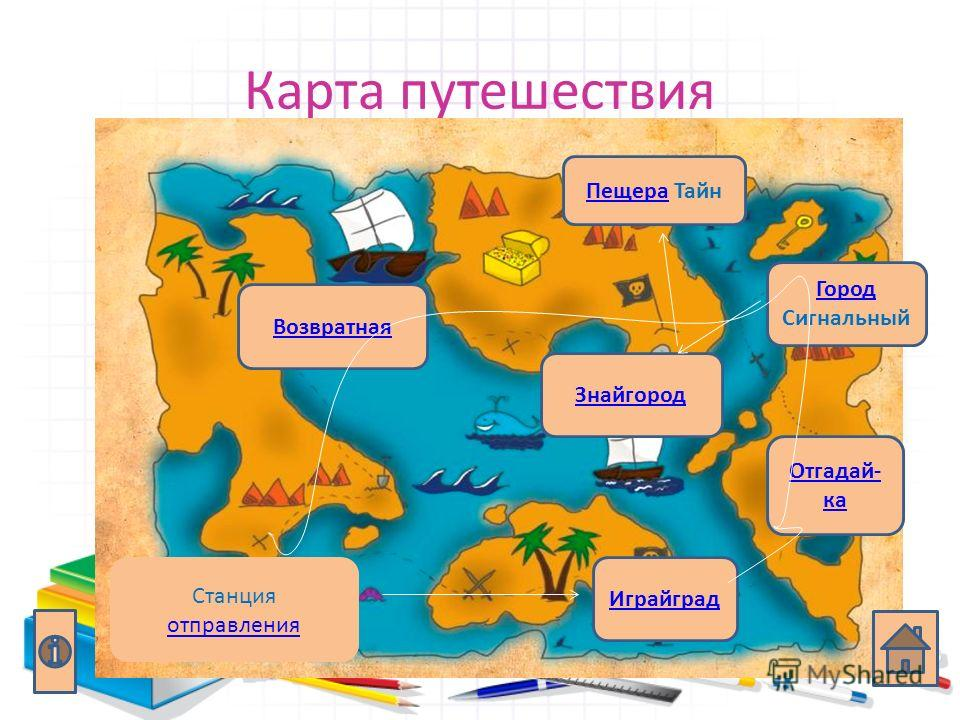 Карта путешествия
Пещера Тайн
Город
Сигнальный
Возвратная
Знайгород
Отгадай-
ка
Станция
отправления
Играйград
MyShared